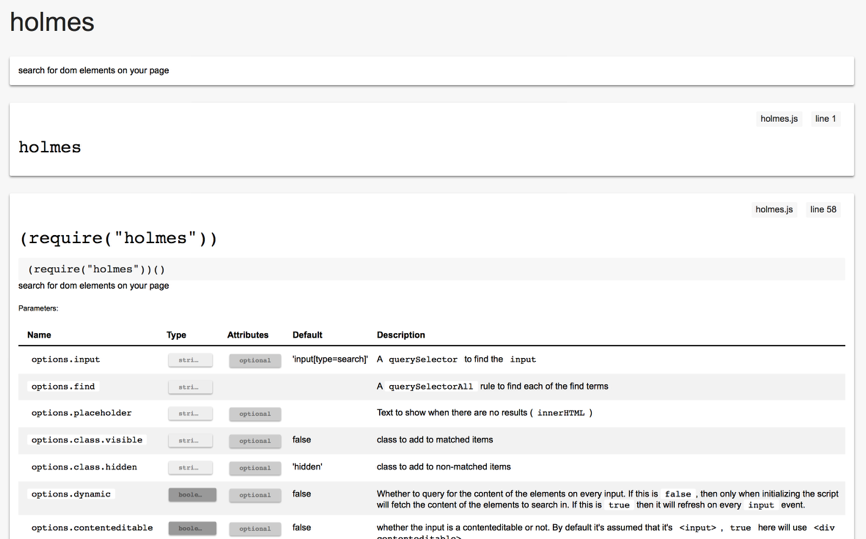 holmes
search for dom elements on your page
holmes.js line 1
holmes
holmes.js line 58
(require("holmes"))
(require("holmes"))()
search for dom elements on your page
Parameters:
Name Type Attributes Default Description
options.input stri… optional 'input[type=search]' A querySelector to find the input
options.find stri… A querySelectorAll rule to find each of the find terms
options.placeholder stri… optional Text to show when there are no results ( innerHTML )
options.class.visible stri… optional false class to add to matched items
options.class.hidden stri… optional 'hidden' class to add to non-matched items
options.dynamic boole… optional false Whether to query for the content of the elements on every input. If this is false , then only when initializing the script
will fetch the content of the elements to search in. If this is true then it will refresh on every input event.
options.contenteditable boole… optional false whether the input is a contenteditable or not. By default it's assumed that it's <input> , true here will use <div
contenteditable>